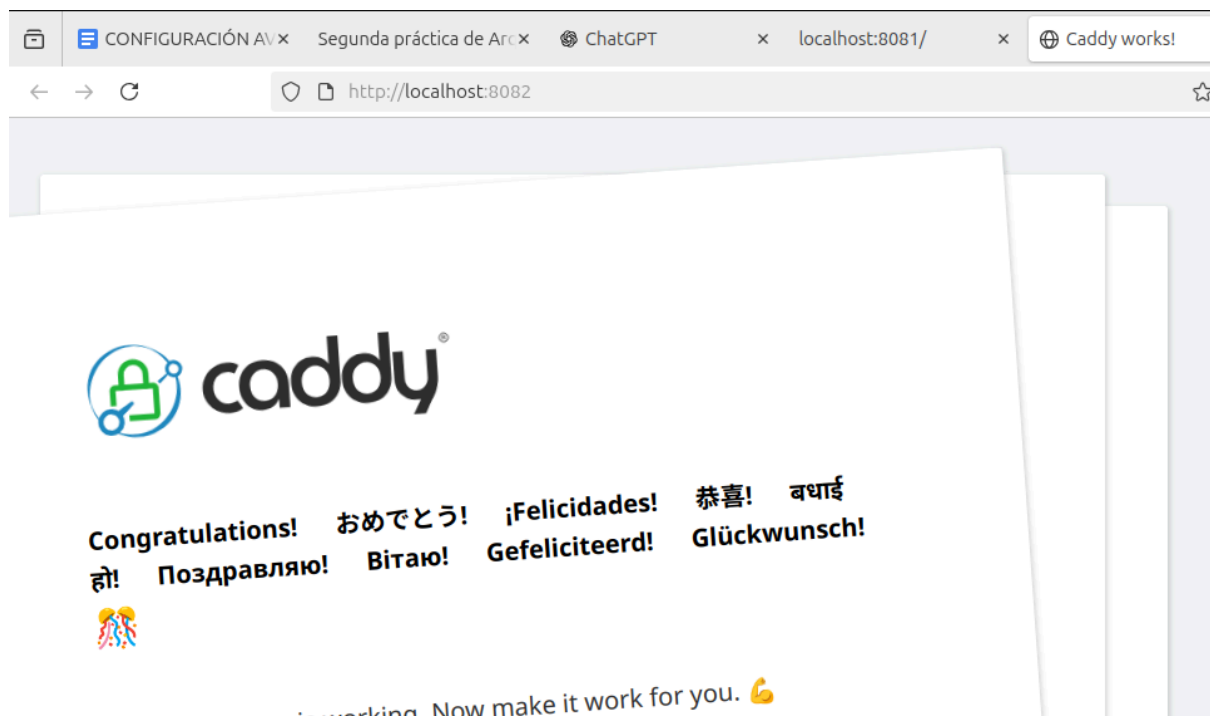 CONFIGURACIÓN AV
Segunda práctica de Arc
ChatGPT
localhost:8081/
Caddy works!
http://localhost:8082
caddy®
Congratulations! おめでとう! ¡Felicidades! 恭喜! बधाई
हो! Поздравляю! Вітаю! Gefeliciteerd! Glückwunsch!
🎊
working. Now make it work for you. 💪